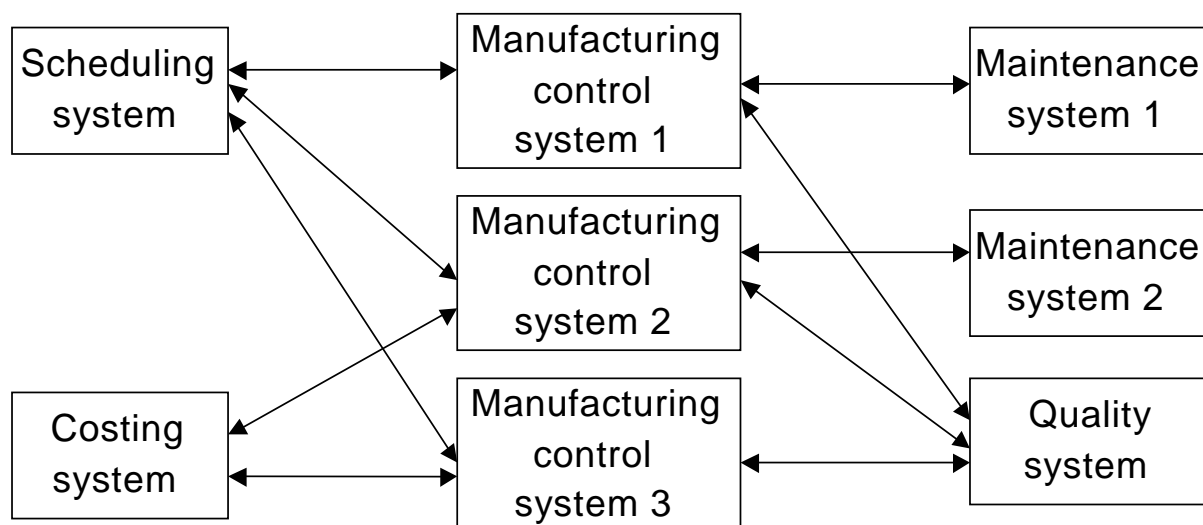 Scheduling
system
Manufacturing
control
system 1
Maintenance
system 1
Manufacturing
control
system 2
Maintenance
system 2
Costing
system
Manufacturing
control
system 3
Quality
system